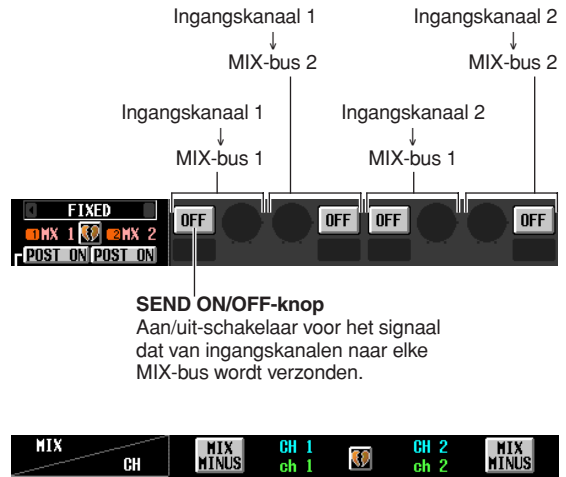 Ingangskanaal 1
↓
MIX-bus 2
Ingangskanaal 2
↓
MIX-bus 2
Ingangskanaal 1
↓
MIX-bus 1
Ingangskanaal 2
↓
MIX-bus 1
FIXED
1 MX 1 2 MX 2
POST ON POST ON
OFF OFF OFF OFF
SEND ON/OFF-knop
Aan/uit-schakelaar voor het signaal
dat van ingangskanalen naar elke
MIX-bus wordt verzonden.
MIX
CH
MIX MINUS
CH 1
ch 1
CH 2
ch 2
MIX MINUS